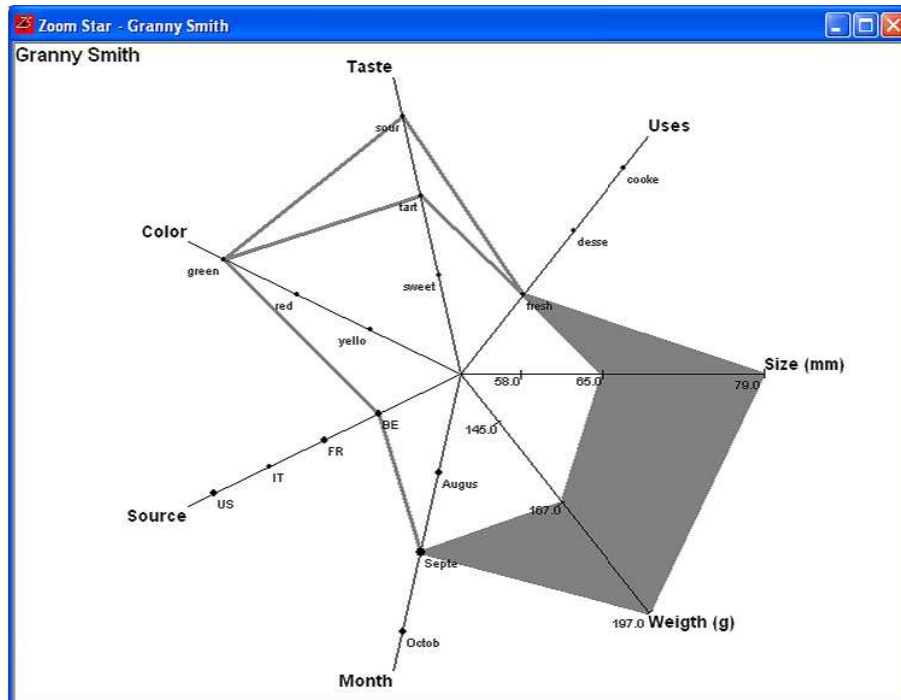 Zoom Star - Granny Smith
Granny Smith
Taste
Uses
sour
cooke
tart
Color
desse
green
sweet
red
fresh
yello
Size (mm)
58.0
65.0
79.0
BE
145.0
FR
IT
Augus
US
167.0
Source
Septe
197.0
Weigth (g)
Octob
Month